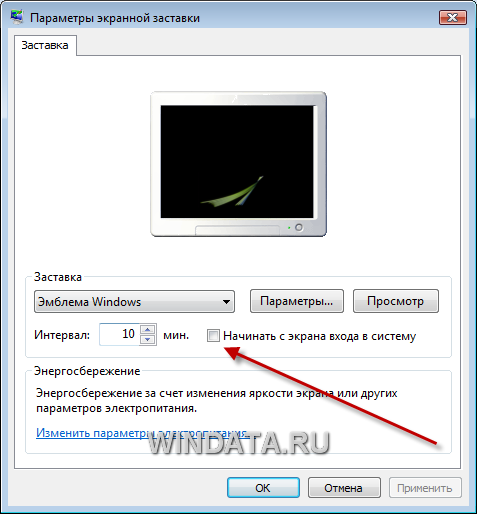 Параметры экранной заставки
Заставка
Заставка
Эмблема Windows
Параметры...
Просмотр
Интервал:
10
мин.
Начинать с экрана входа в систему
Энергосбережение
Энергосбережение за счет изменения яркости экрана или других
параметров электропитания.
Изменить параметры электропитания...
WINDATA.RU
ОК
Отмена
Применить